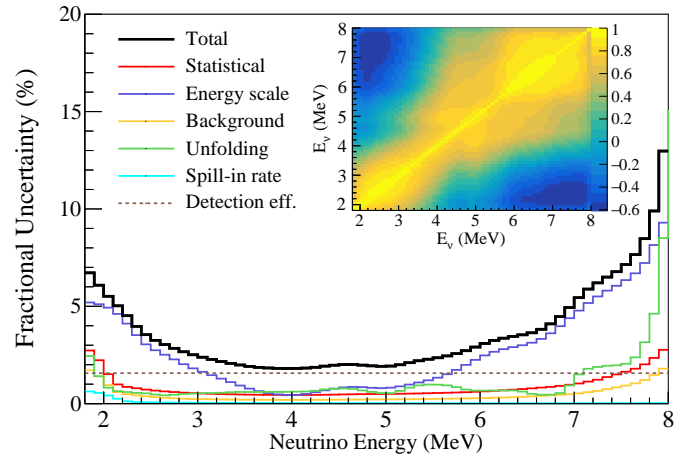 Fractional Uncertainty (%)
20
15
10
5
0
Total
Statistical
Energy scale
Background
Unfolding
Spill-in rate
Detection eff.
E_ν (MeV)
8
7
6
5
4
3
2
2 3 4 5 6 7 8
E_ν (MeV)
1
0.8
0.6
0.4
0.2
0
−0.2
−0.4
−0.6
2 3 4 5 6 7 8
Neutrino Energy (MeV)